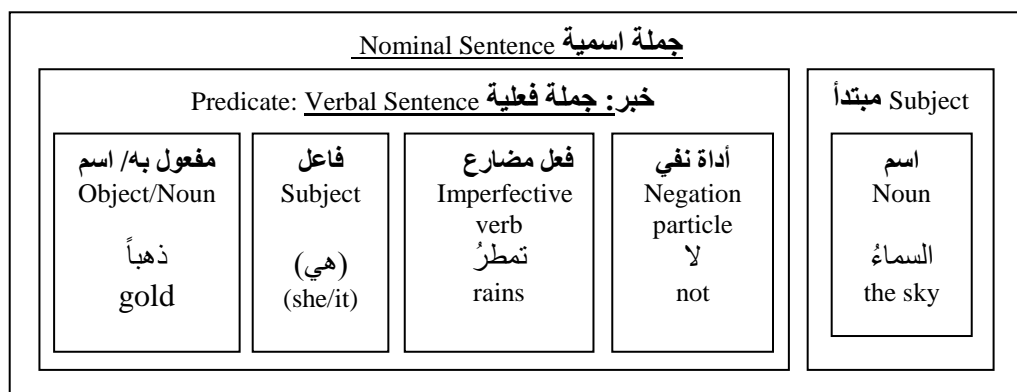 جملة اسمية Nominal Sentence
مبتدأ Subject
اسم
Noun
السماءُ
the sky
خبر: جملة فعلية Predicate: Verbal Sentence
أداة نفي
Negation
particle
لا
not
فعل مضارع
Imperfective
verb
تمطرُ
rains
فاعل
Subject
(هي)
(she/it)
مفعول به/ اسم
Object/Noun
ذهباً
gold